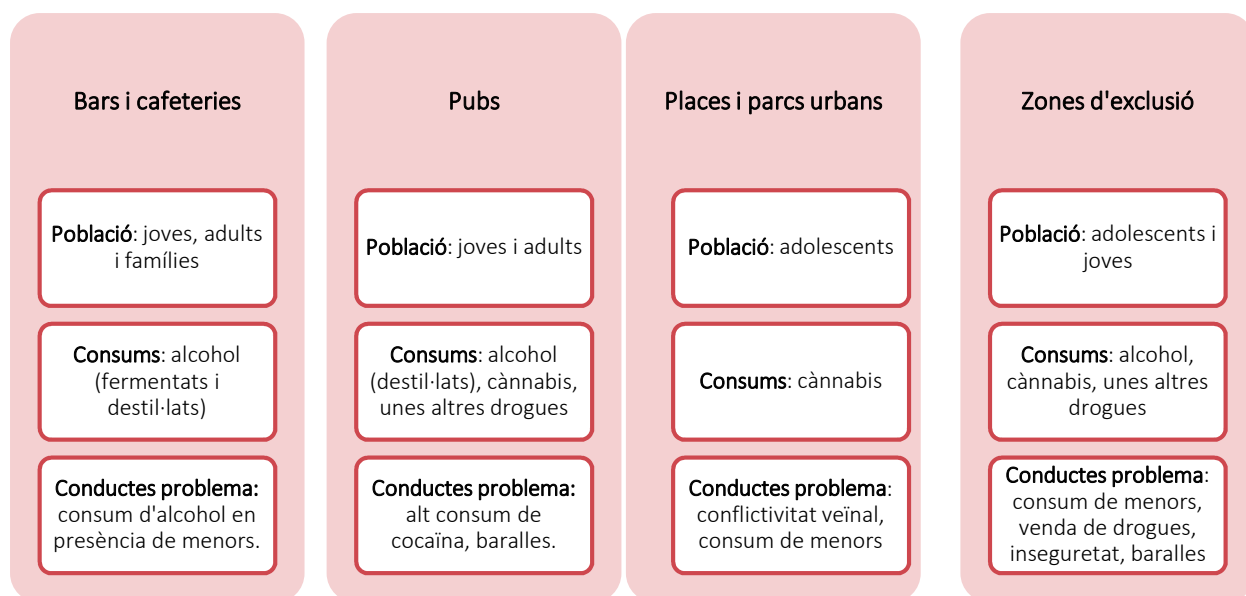 Bars i cafeteries
Població: joves, adults
i famílies
Consums: alcohol
(fermentats i
destil·lats)
Conductes problema:
consum d'alcohol en
presència de menors.
Pubs
Població: joves i adults
Consums: alcohol
(destil·lats), cànnabis,
unes altres drogues
Conductes problema:
alt consum de
cocaïna, baralles.
Places i parcs urbans
Població: adolescents
Consums: cànnabis
Conductes problema:
conflictivitat veïnal,
consum de menors
Zones d'exclusió
Població: adolescents i
joves
Consums: alcohol,
cànnabis, unes altres
drogues
Conductes problema:
consum de menors,
venda de drogues,
inseguretat, baralles